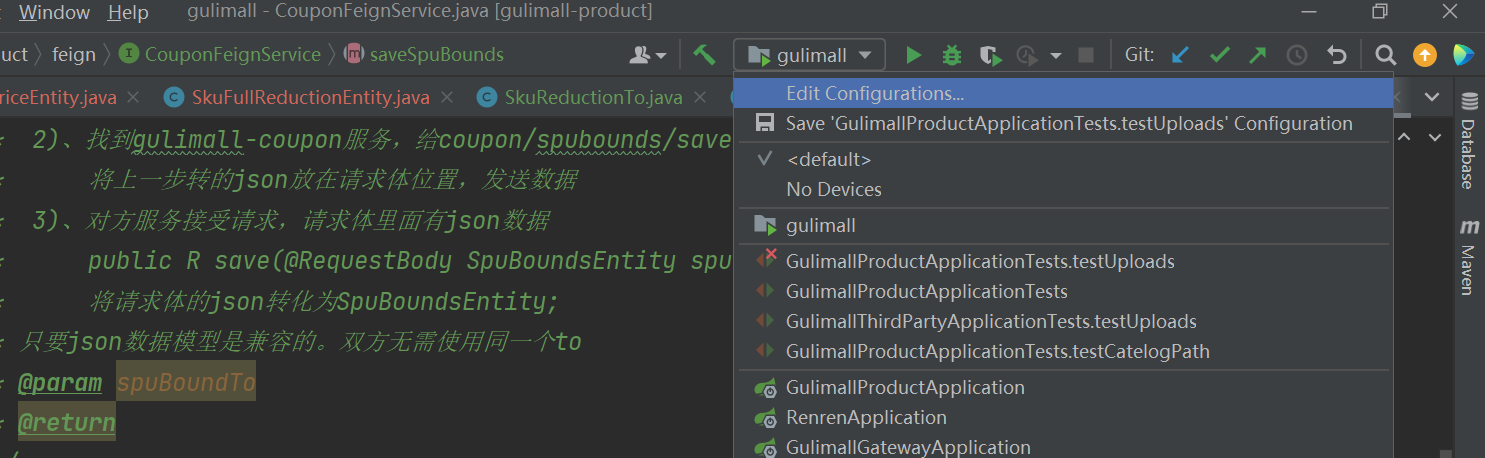 Window Help gulimall - CouponFeignService.java [gulimall-product]
uct feign CouponFeignService saveSpuBounds gulimall Git:
riceEntity.java SkuFullReductionEntity.java SkuReductionTo.java
Edit Configurations...
Save 'GulimallProductApplicationTests.testUploads' Configuration
<default>
No Devices
gulimall
GulimallProductApplicationTests.testUploads
GulimallProductApplicationTests
GulimallThirdPartyApplicationTests.testUploads
GulimallProductApplicationTests.testCatelogPath
GulimallProductApplication
RenrenApplication
GulimallGatewayApplication
* 2)、找到gulimall-coupon服务，给coupon/spubounds/save
* 将上一步转的json放在请求体位置，发送数据
* 3)、对方服务接受请求，请求体里面有json数据
* public R save(@RequestBody SpuBoundsEntity spu
* 将请求体的json转化为SpuBoundsEntity;
* 只要json数据模型是兼容的。双方无需使用同一个to
* @param spuBoundTo
* @return
Database
Maven